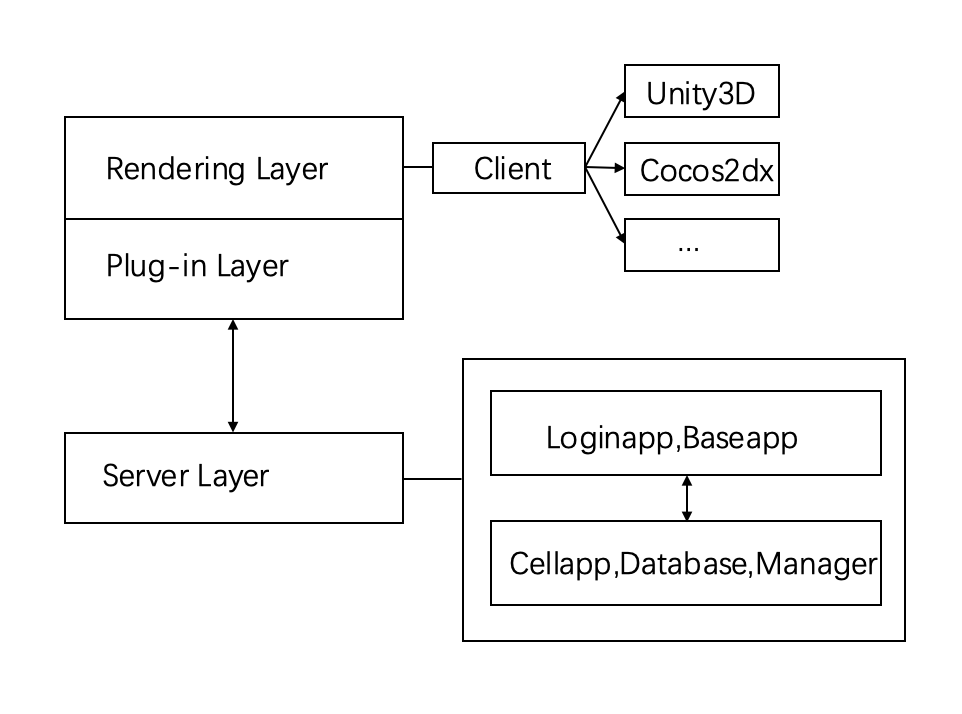 Unity3D
Rendering Layer
Client
Cocos2dx
...
Plug-in Layer
Loginapp,Baseapp
Server Layer
Cellapp,Database,Manager